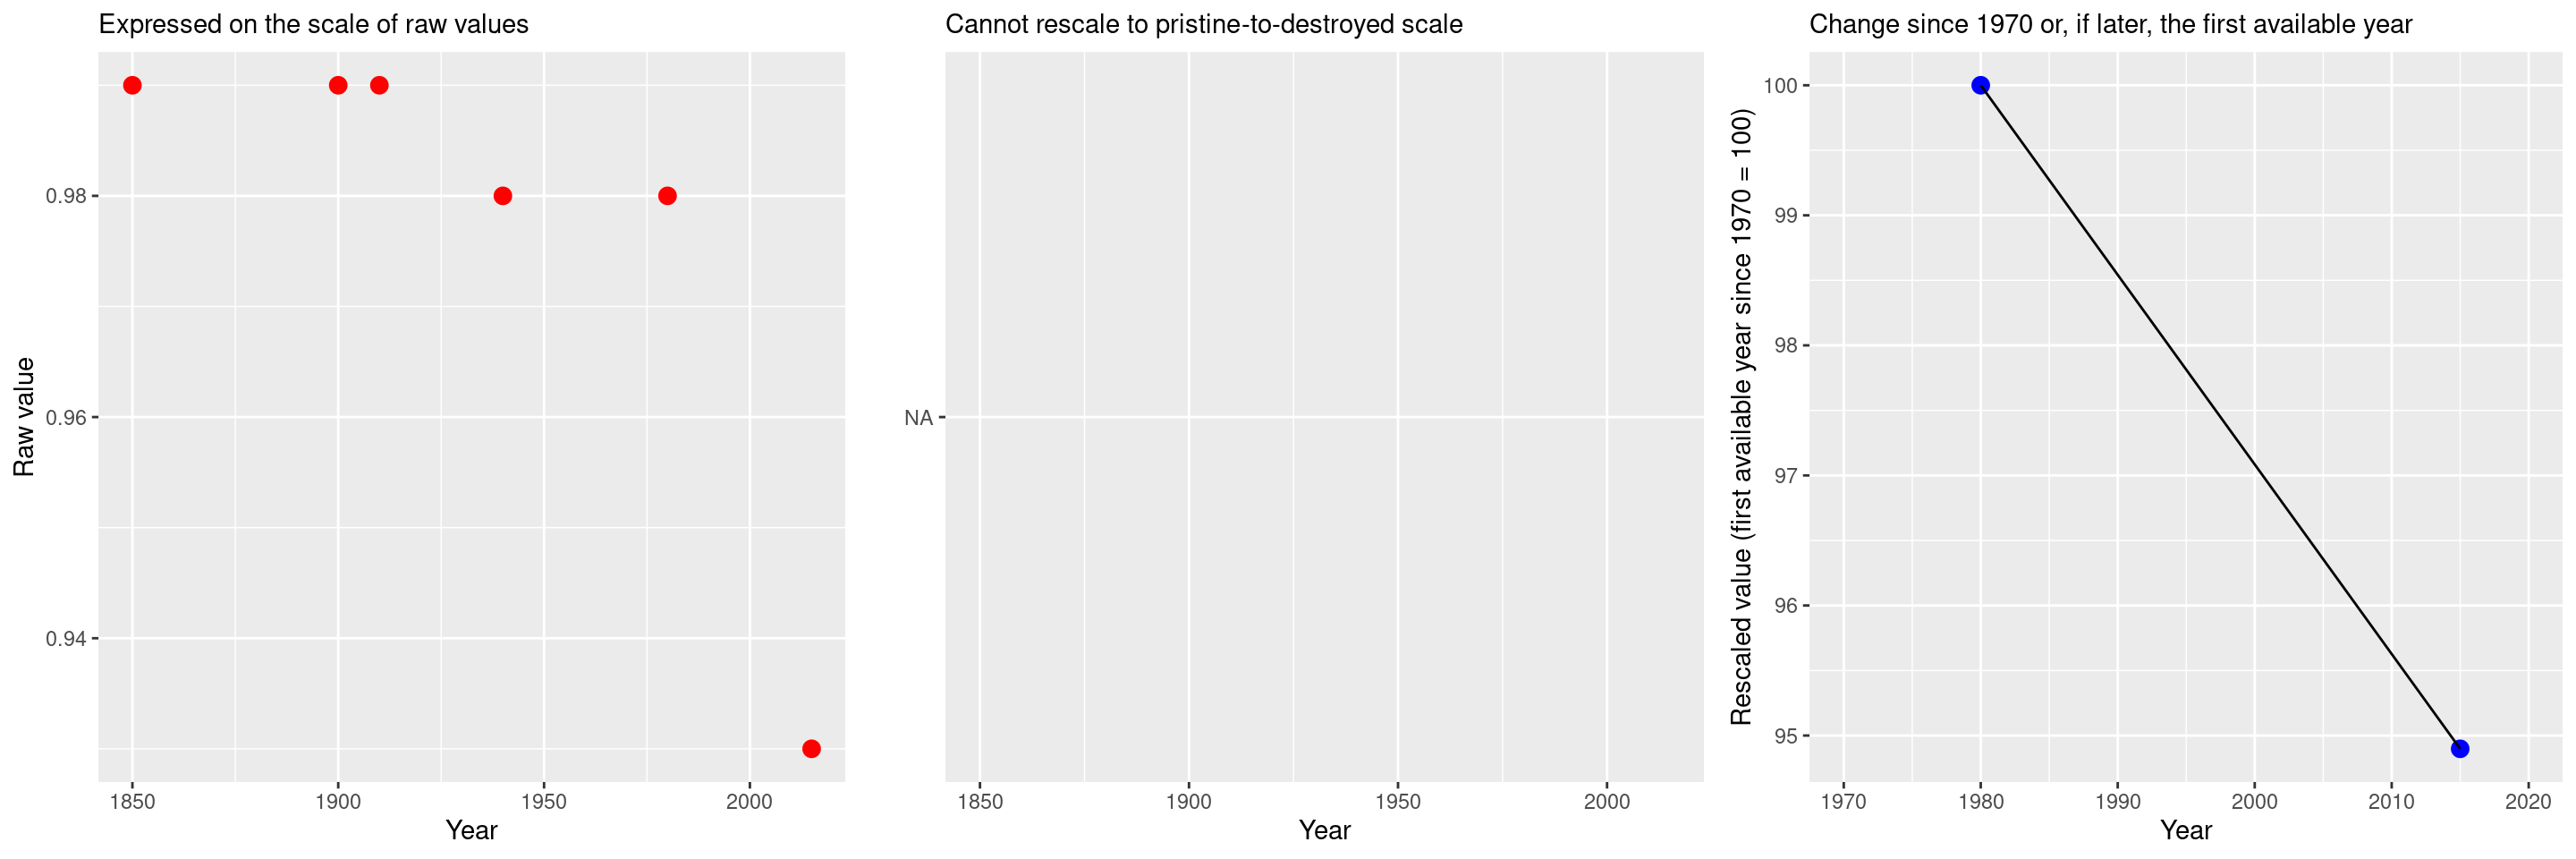 Expressed on the scale of raw values
Raw value
0.98
0.96
0.94
1850
1900
1950
2000
Year
Cannot rescale to pristine-to-destroyed scale
NA
1850
1900
1950
2000
Year
Change since 1970 or, if later, the first available year
Rescaled value (first available year since 1970 = 100)
100
99
98
97
96
95
1970
1980
1990
2000
2010
2020
Year